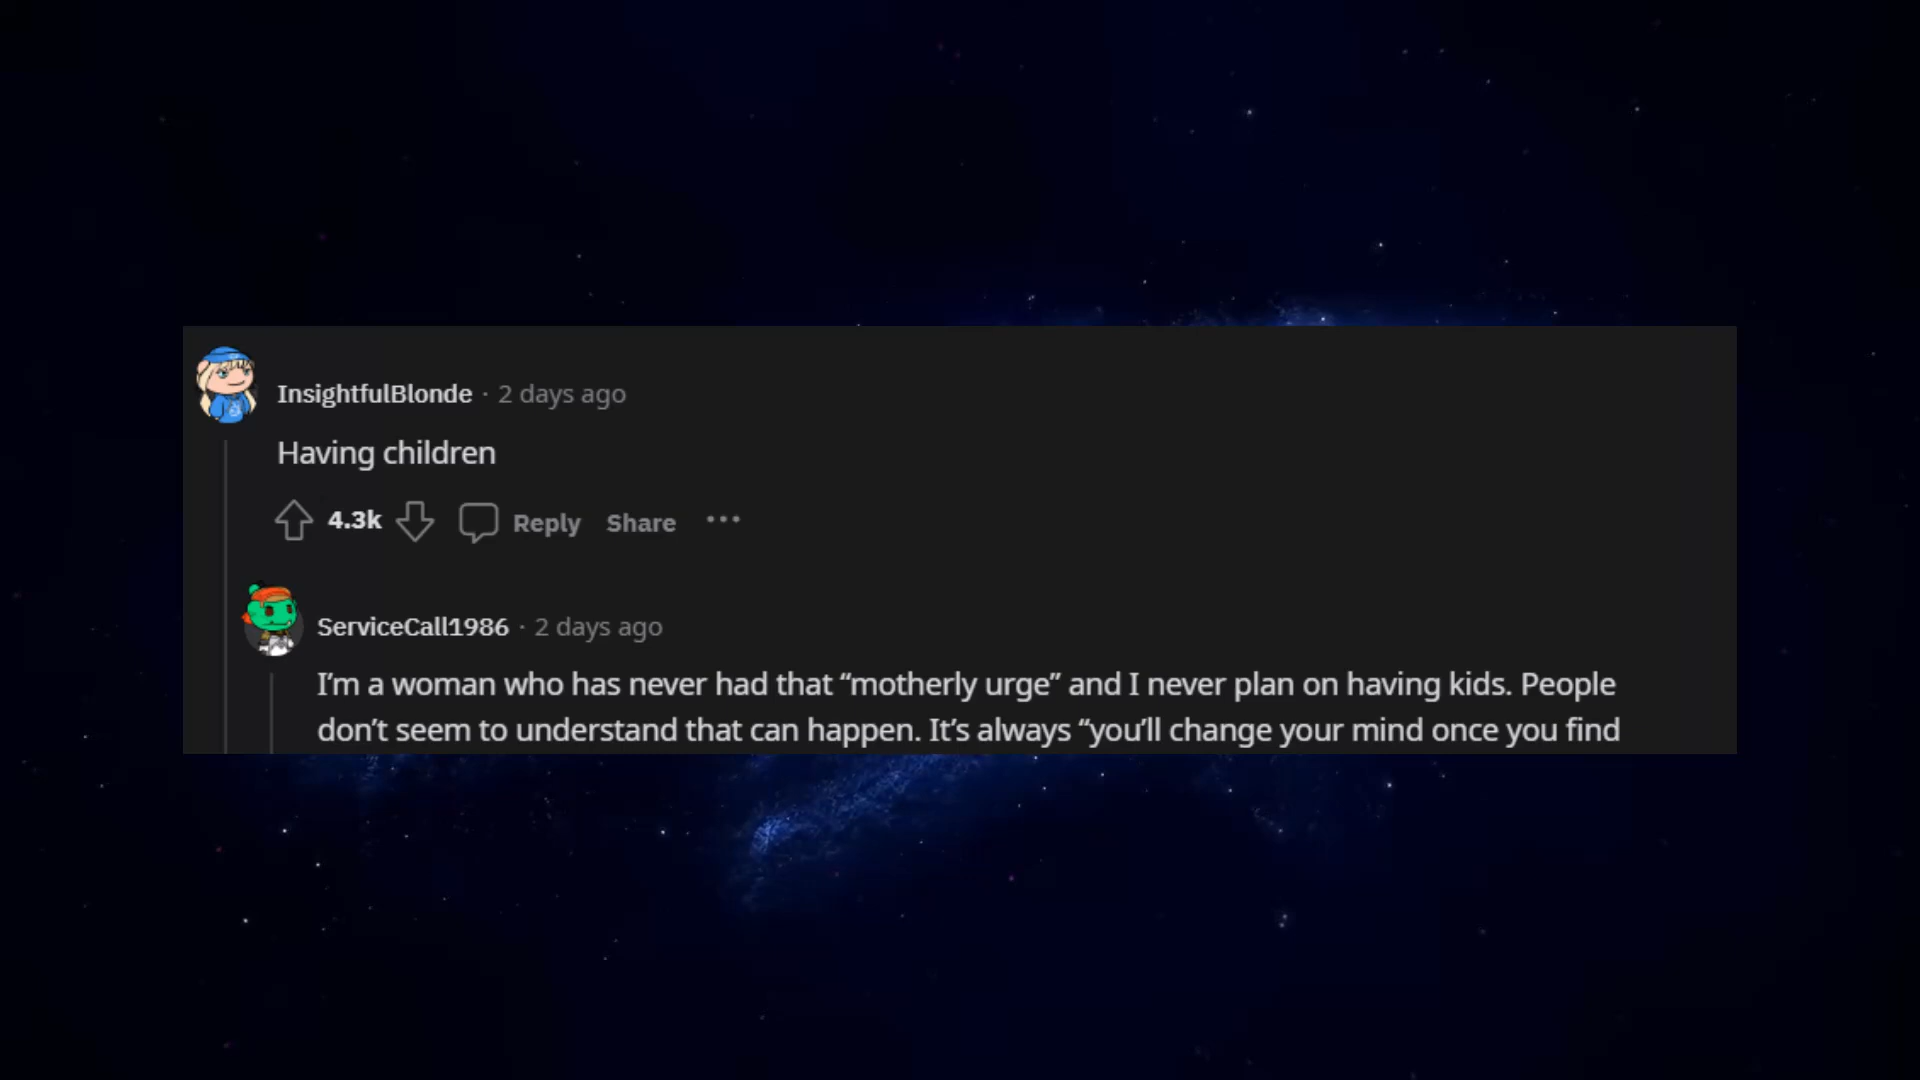 InsightfulBlonde · 2 days ago
Having children
4.3k Reply Share ...
ServiceCall1986 · 2 days ago
I’m a woman who has never had that “motherly urge” and I never plan on having kids. People
don’t seem to understand that can happen. It’s always “you’ll change your mind once you find